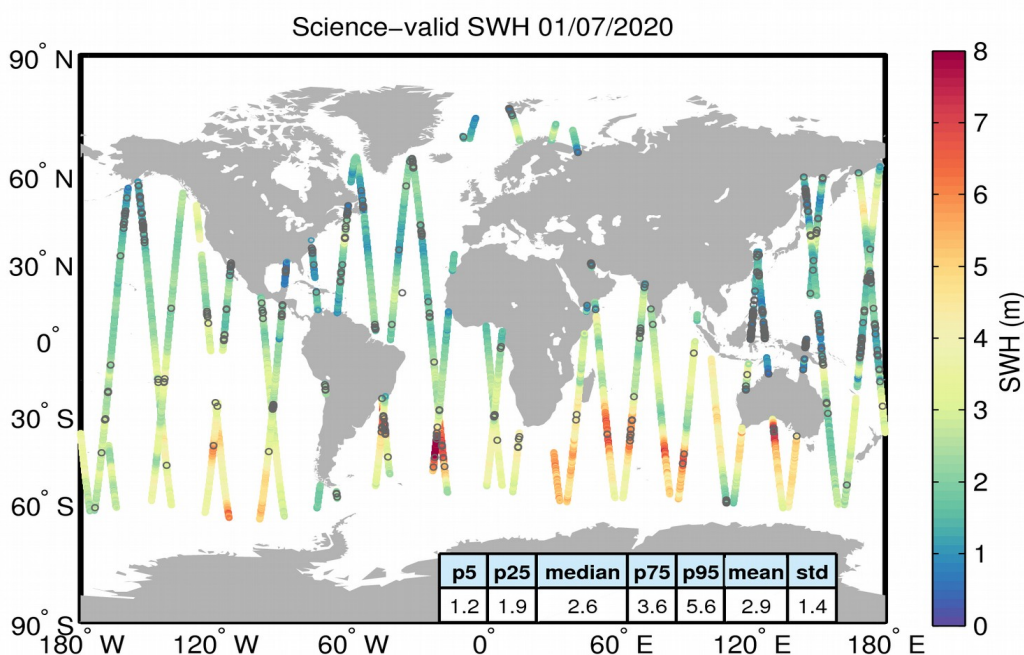 Science−valid SWH 01/07/2020
90° N
60° N
30° N
0°
30° S
60° S
90° S
180° W
120° W
60° W
0°
60° E
120° E
180° E
p5 p25 median p75 p95 mean std
1.2 1.9 2.6 3.6 5.6 2.9 1.4
8
7
6
5
4
3
2
1
0
SWH (m)